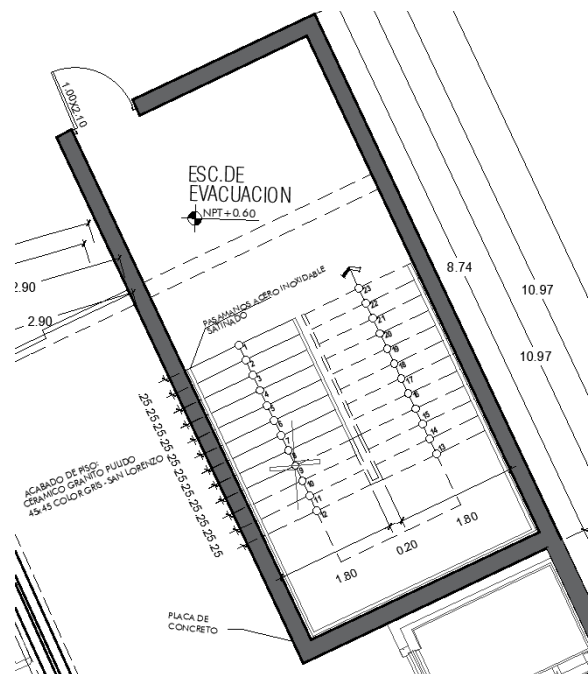 1.00X2.10
ESC.DE
EVACUACION
NPT+0.60
2.90
2.90
8.74
10.97
10.97
PASAMANOS ACERO INOXIDABLE
SATINADO
23
22
21
20
19
18
17
16
15
14
13
1
2
3
4
5
6
7
8
9
10
11
12
.25 .25 .25 .25 .25 .25 .25 .25 .25 .25 .25
ACABADO DE PISO:
CERAMICO GRANITO PULIDO
45x45 COLOR GRIS - SAN LORENZO
1.80
0.20
1.80
PLACA DE
CONCRETO